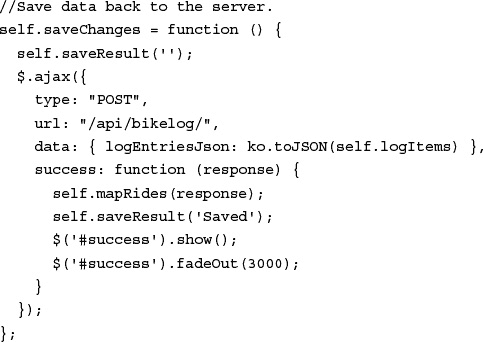 //Save data back to the server.
self.saveChanges = function () {
  self.saveResult('');
  $.ajax({
    type: "POST",
    url: "/api/bikelog/",
    data: { logEntriesJson: ko.toJSON(self.logItems) },
    success: function (response) {
      self.mapRides(response);
      self.saveResult('Saved');
      $('#success').show();
      $('#success').fadeOut(3000);
    }
  });
};